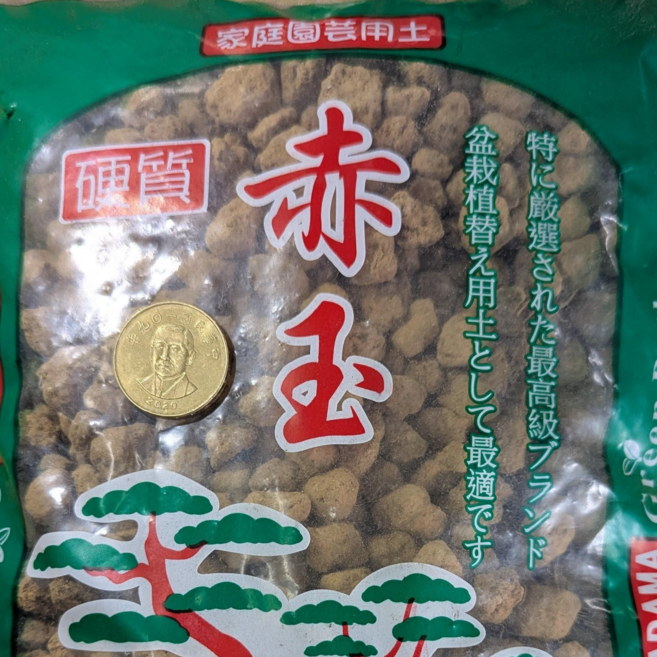 家庭園芸用土
硬質
赤玉
特に厳選された最高級ブランド
盆栽植替え用土として最適です
2020